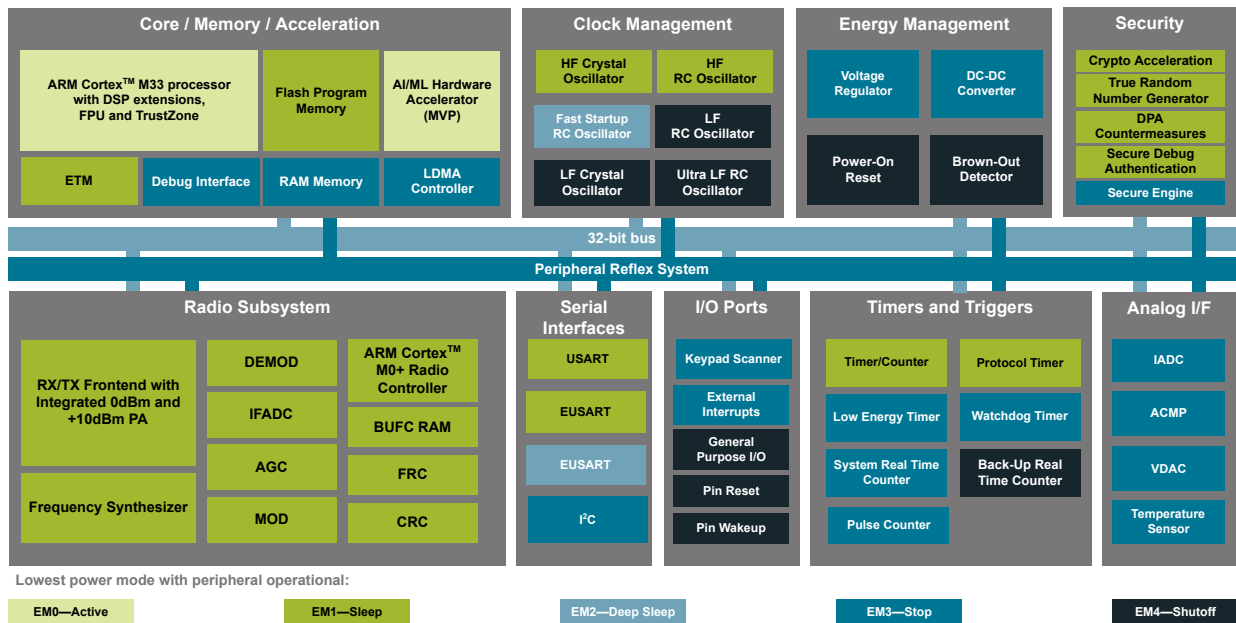 Core / Memory / Acceleration
ARM Cortex™ M33 processor
with DSP extensions,
FPU and TrustZone
Flash Program
Memory
AI/ML Hardware
Accelerator
(MVP)
ETM
Debug Interface
RAM Memory
LDMA
Controller
Clock Management
HF Crystal
Oscillator
HF
RC Oscillator
Fast Startup
RC Oscillator
LF
RC Oscillator
LF Crystal
Oscillator
Ultra LF RC
Oscillator
Energy Management
Voltage
Regulator
DC-DC
Converter
Power-On
Reset
Brown-Out
Detector
Security
Crypto Acceleration
True Random
Number Generator
DPA
Countermeasures
Secure Debug
Authentication
Secure Engine
32-bit bus
Peripheral Reflex System
Radio Subsystem
RX/TX Frontend with
Integrated 0dBm and
+10dBm PA
Frequency Synthesizer
DEMOD
IFADC
AGC
MOD
ARM Cortex™
M0+ Radio
Controller
BUFC RAM
FRC
CRC
Serial
Interfaces
USART
EUSART
EUSART
I²C
I/O Ports
Keypad Scanner
External
Interrupts
General
Purpose I/O
Pin Reset
Pin Wakeup
Timers and Triggers
Timer/Counter
Protocol Timer
Low Energy Timer
Watchdog Timer
System Real Time
Counter
Back-Up Real
Time Counter
Pulse Counter
Analog I/F
IADC
ACMP
VDAC
Temperature
Sensor
Lowest power mode with peripheral operational:
EM0—Active
EM1—Sleep
EM2—Deep Sleep
EM3—Stop
EM4—Shutoff